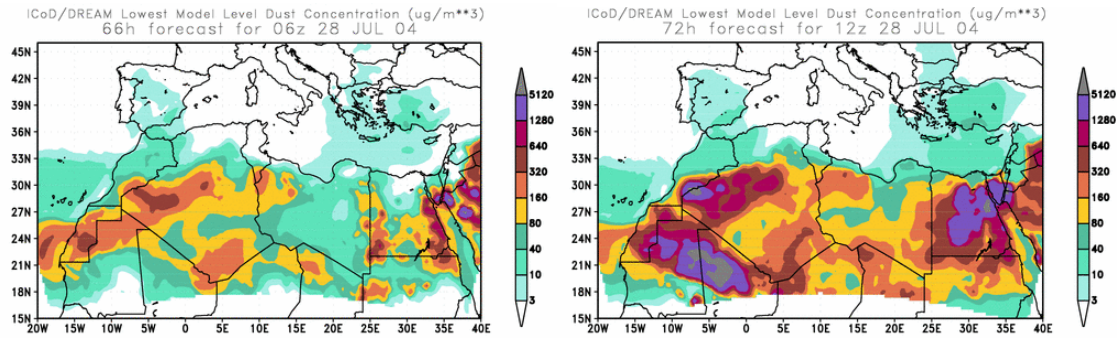 ICoD/DREAM Lowest Model Level Dust Concentration (ug/m**3)
66h forecast for 06z 28 JUL 04
45N
42N
39N
36N
33N
30N
27N
24N
21N
18N
15N
20W 15W 10W 5W 0 5E 10E 15E 20E 25E 30E 35E 40E
5120
1280
640
320
160
80
40
10
3
ICoD/DREAM Lowest Model Level Dust Concentration (ug/m**3)
72h forecast for 12z 28 JUL 04
45N
42N
39N
36N
33N
30N
27N
24N
21N
18N
15N
20W 15W 10W 5W 0 5E 10E 15E 20E 25E 30E 35E 40E
5120
1280
640
320
160
80
40
10
3